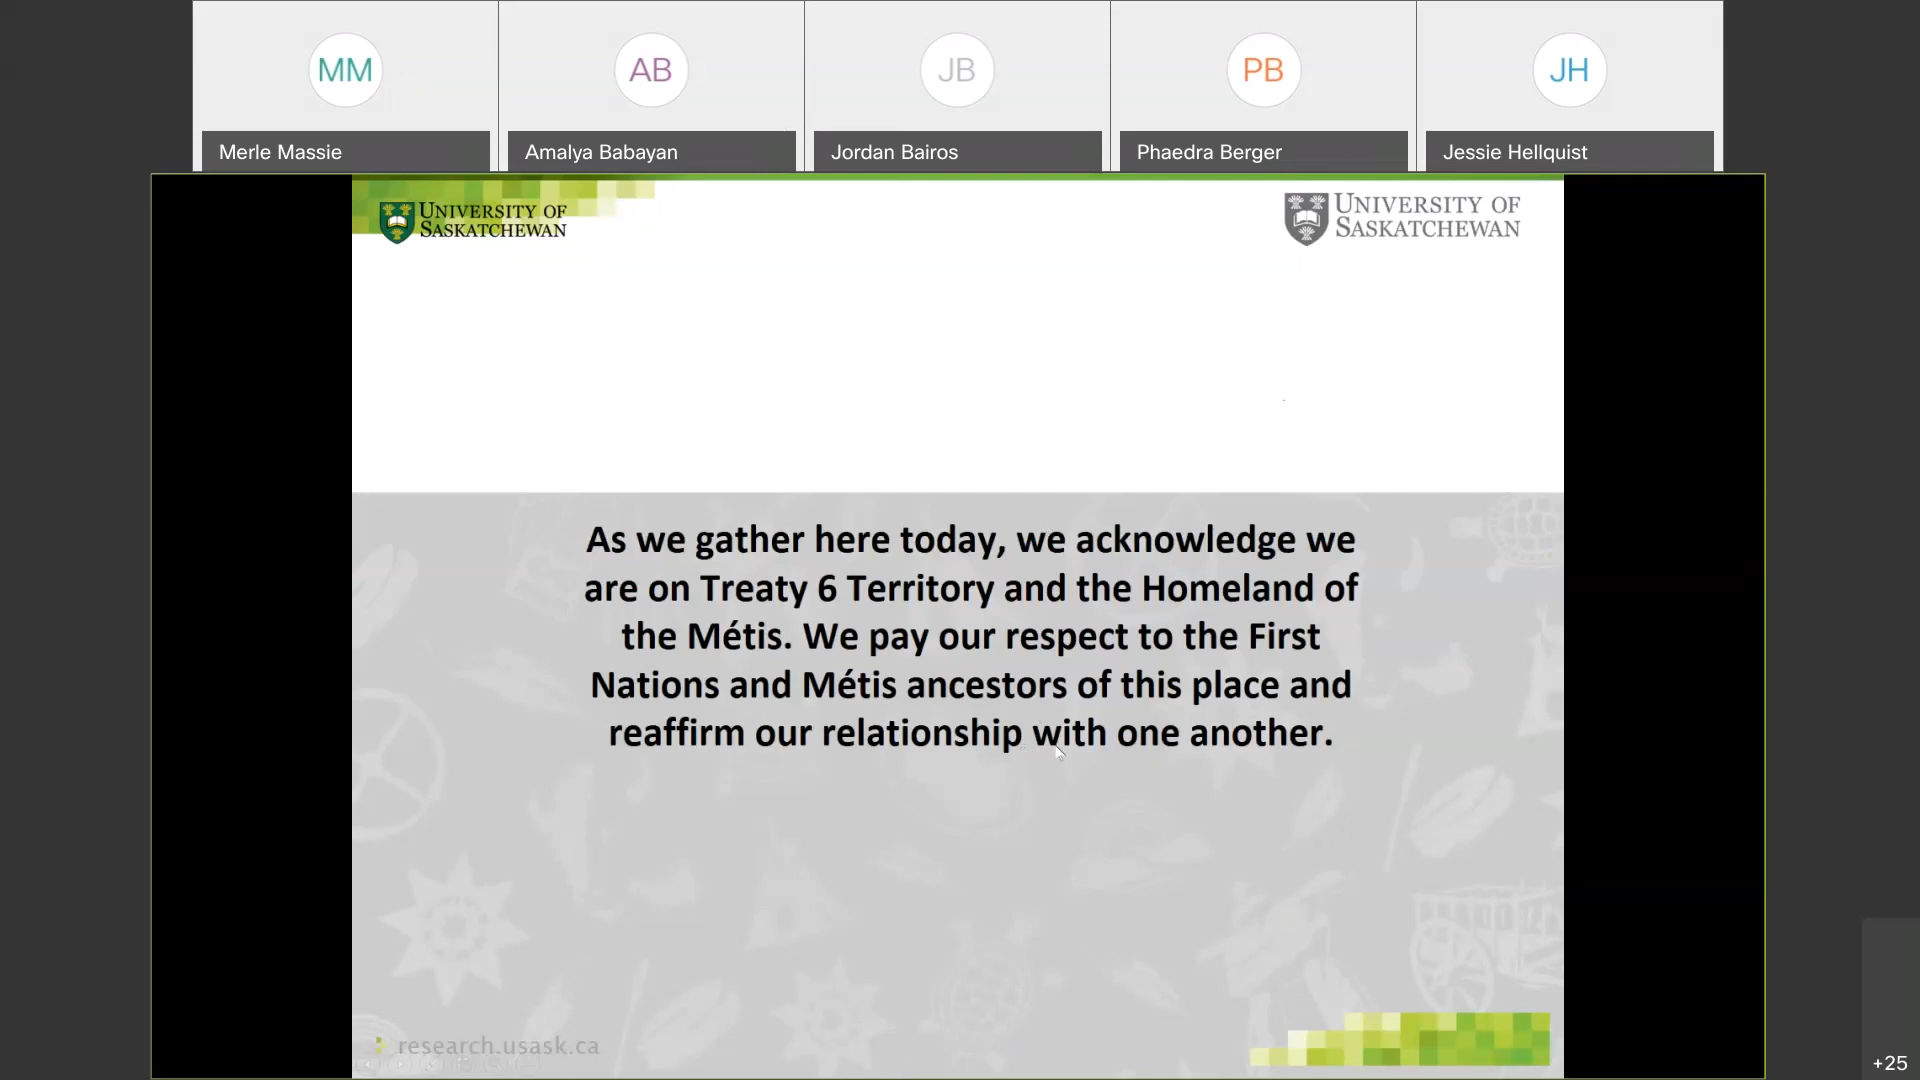 MM
AB
JB
PB
JH
Merle Massie
Amalya Babayan
Jordan Bairos
Phaedra Berger
Jessie Hellquist
UNIVERSITY OF
SASKATCHEWAN
UNIVERSITY OF
SASKATCHEWAN
As we gather here today, we acknowledge we
are on Treaty 6 Territory and the Homeland of
the Métis. We pay our respect to the First
Nations and Métis ancestors of this place and
reaffirm our relationship with one another.
research.usask.ca
+25